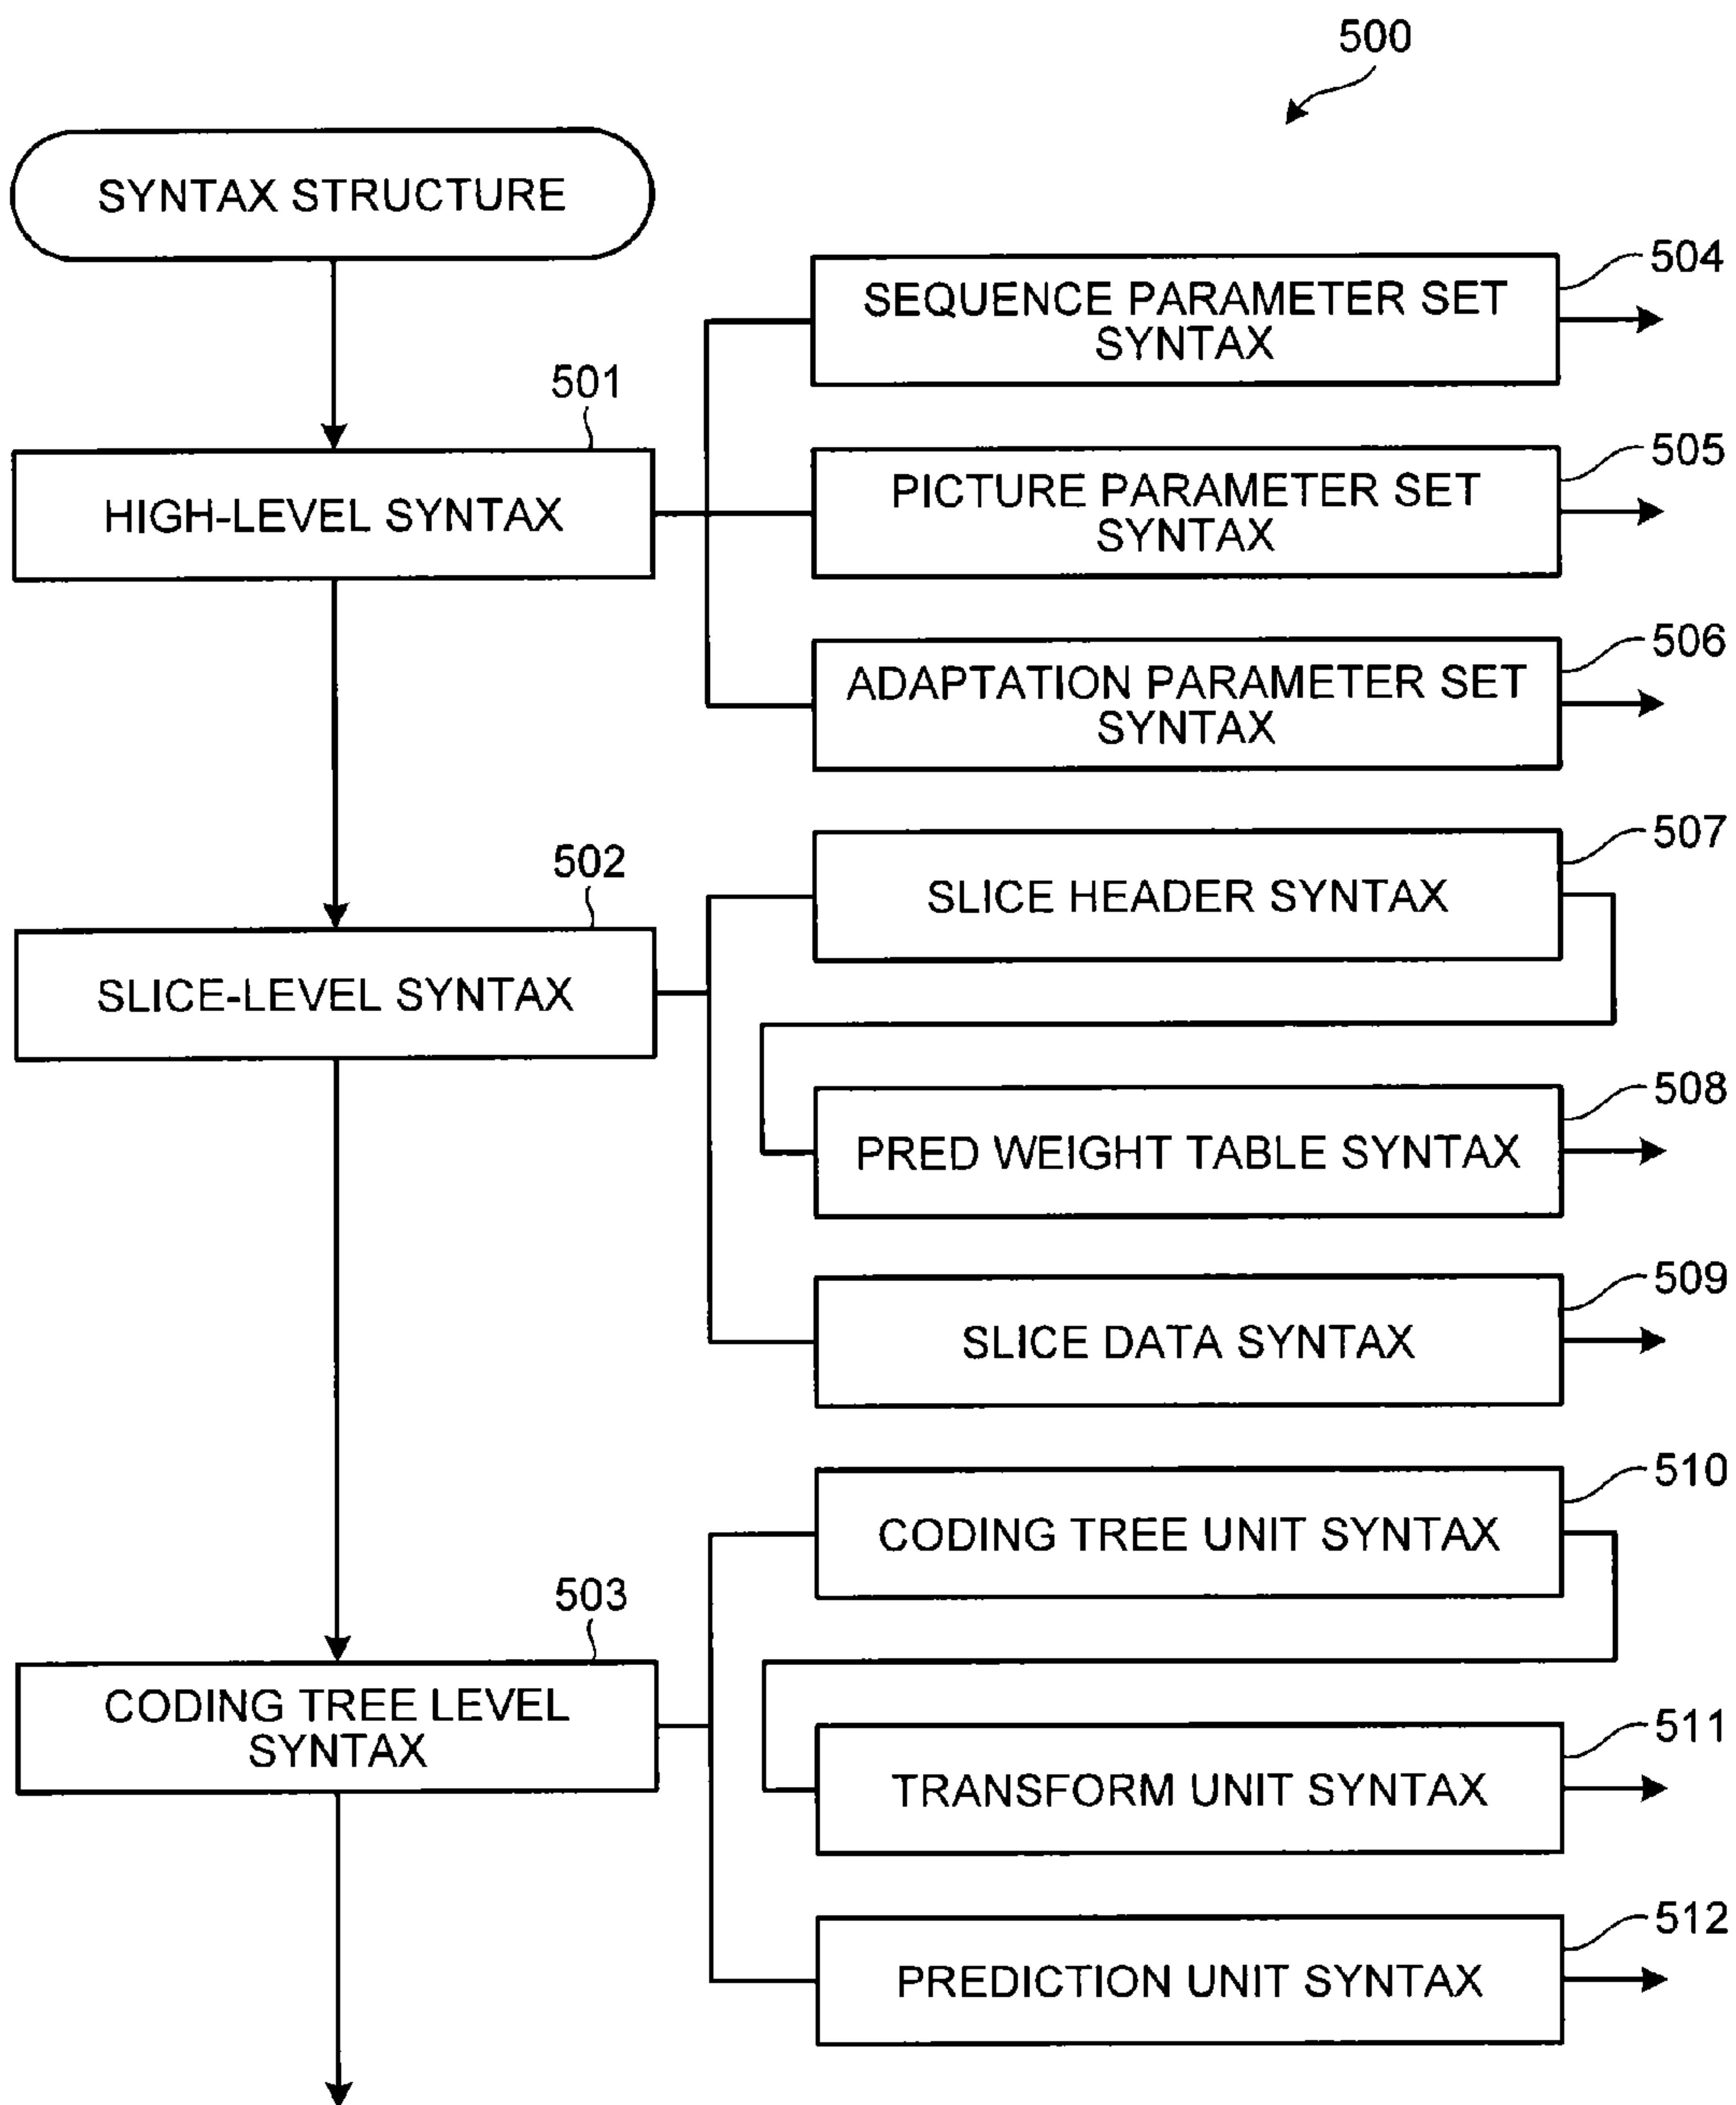 500
SYNTAX STRUCTURE
501
HIGH-LEVEL SYNTAX
504
SEQUENCE PARAMETER SET
SYNTAX
505
PICTURE PARAMETER SET
SYNTAX
506
ADAPTATION PARAMETER SET
SYNTAX
502
SLICE-LEVEL SYNTAX
507
SLICE HEADER SYNTAX
508
PRED WEIGHT TABLE SYNTAX
509
SLICE DATA SYNTAX
503
CODING TREE LEVEL
SYNTAX
510
CODING TREE UNIT SYNTAX
511
TRANSFORM UNIT SYNTAX
512
PREDICTION UNIT SYNTAX